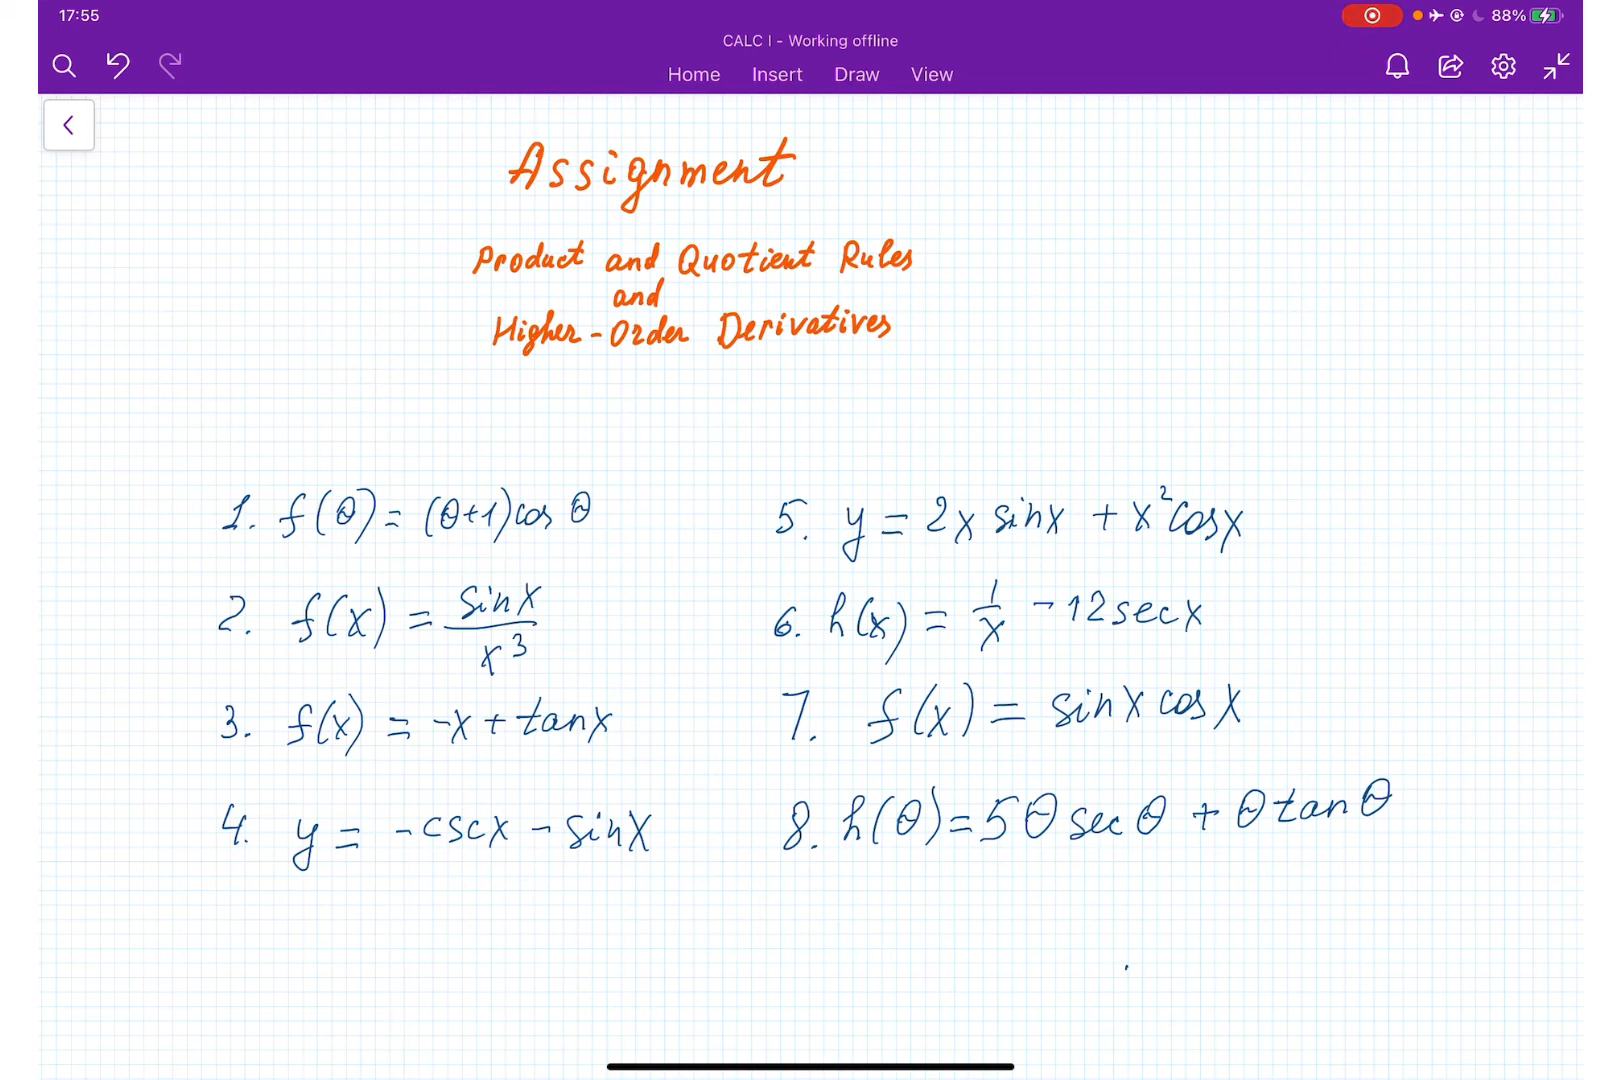 17:55
88%
CALC I - Working offline
Home Insert Draw View
Assignment
Product and Quotient Rules
and
Higher-Order Derivatives
1. f(θ) = (θ+1)cos θ
2. f(x) = sinx / x³
3. f(x) = -x + tanx
4. y = -cscx - sinx
5. y = 2x sinx + x²cosx
6. h(x) = 1/x - 12secx
7. f(x) = sinx cosx
8. h(θ) = 5θ secθ + θtanθ